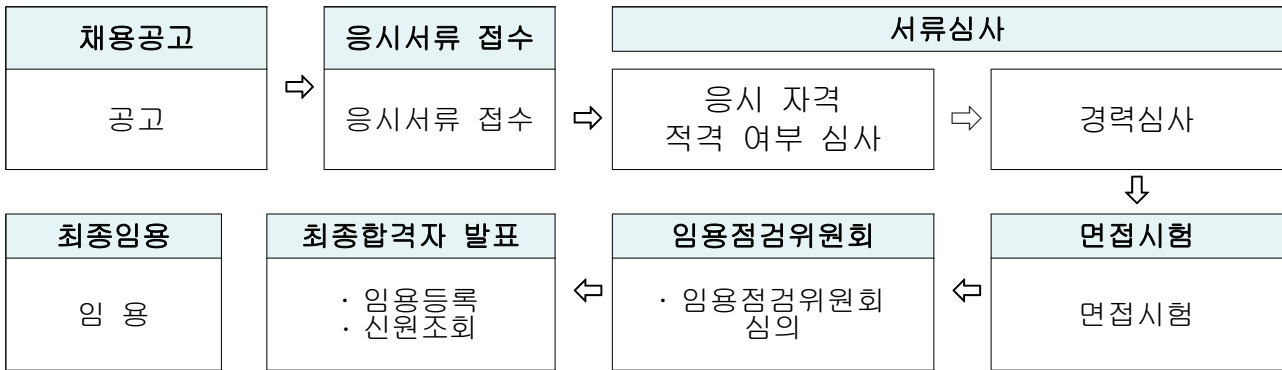 채용공고
공고
응시서류 접수
응시서류 접수
서류심사
응시 자격
적격 여부 심사
경력심사
면접시험
면접시험
임용점검위원회
· 임용점검위원회
심의
최종합격자 발표
· 임용등록
· 신원조회
최종임용
임 용